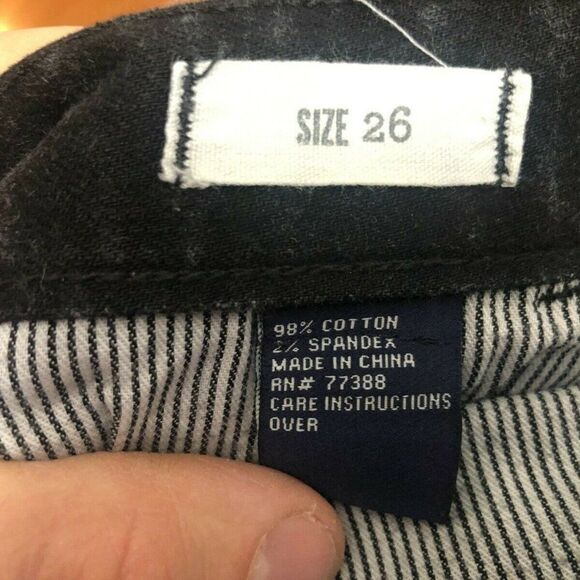 SIZE 26
98% COTTON
2% SPANDEX
MADE IN CHINA
RN# 77388
CARE INSTRUCTIONS
OVER